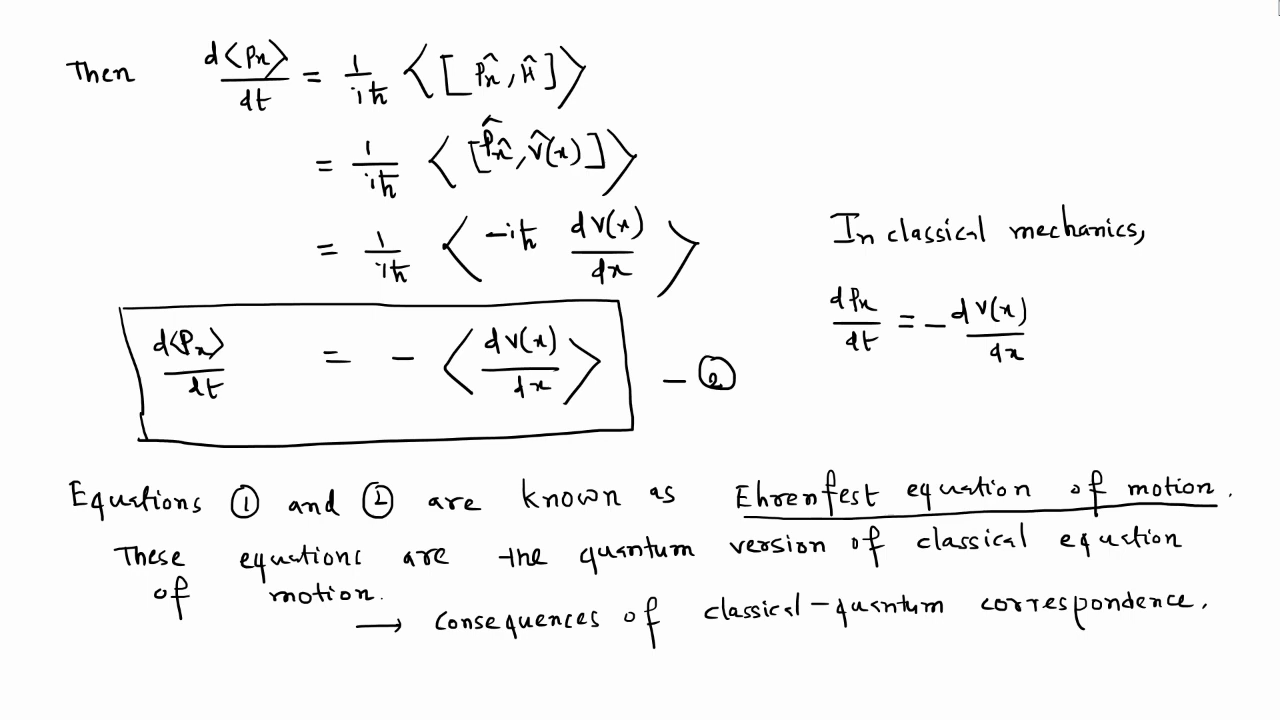 Then d<Px>/dt = 1/iħ <[P̂x, Ĥ]>
= 1/iħ <[P̂x̂, V̂(x)]>
= 1/iħ <-iħ dV(x)/dx>
d<Px>/dt = - <dV(x)/dx> - ②
In classical mechanics,
dPx/dt = - dV(x)/dx
Equations ① and ② are known as Ehrenfest equation of motion.
These equations are the quantum version of classical equation
of motion.
→ consequences of classical-quantum correspondence.